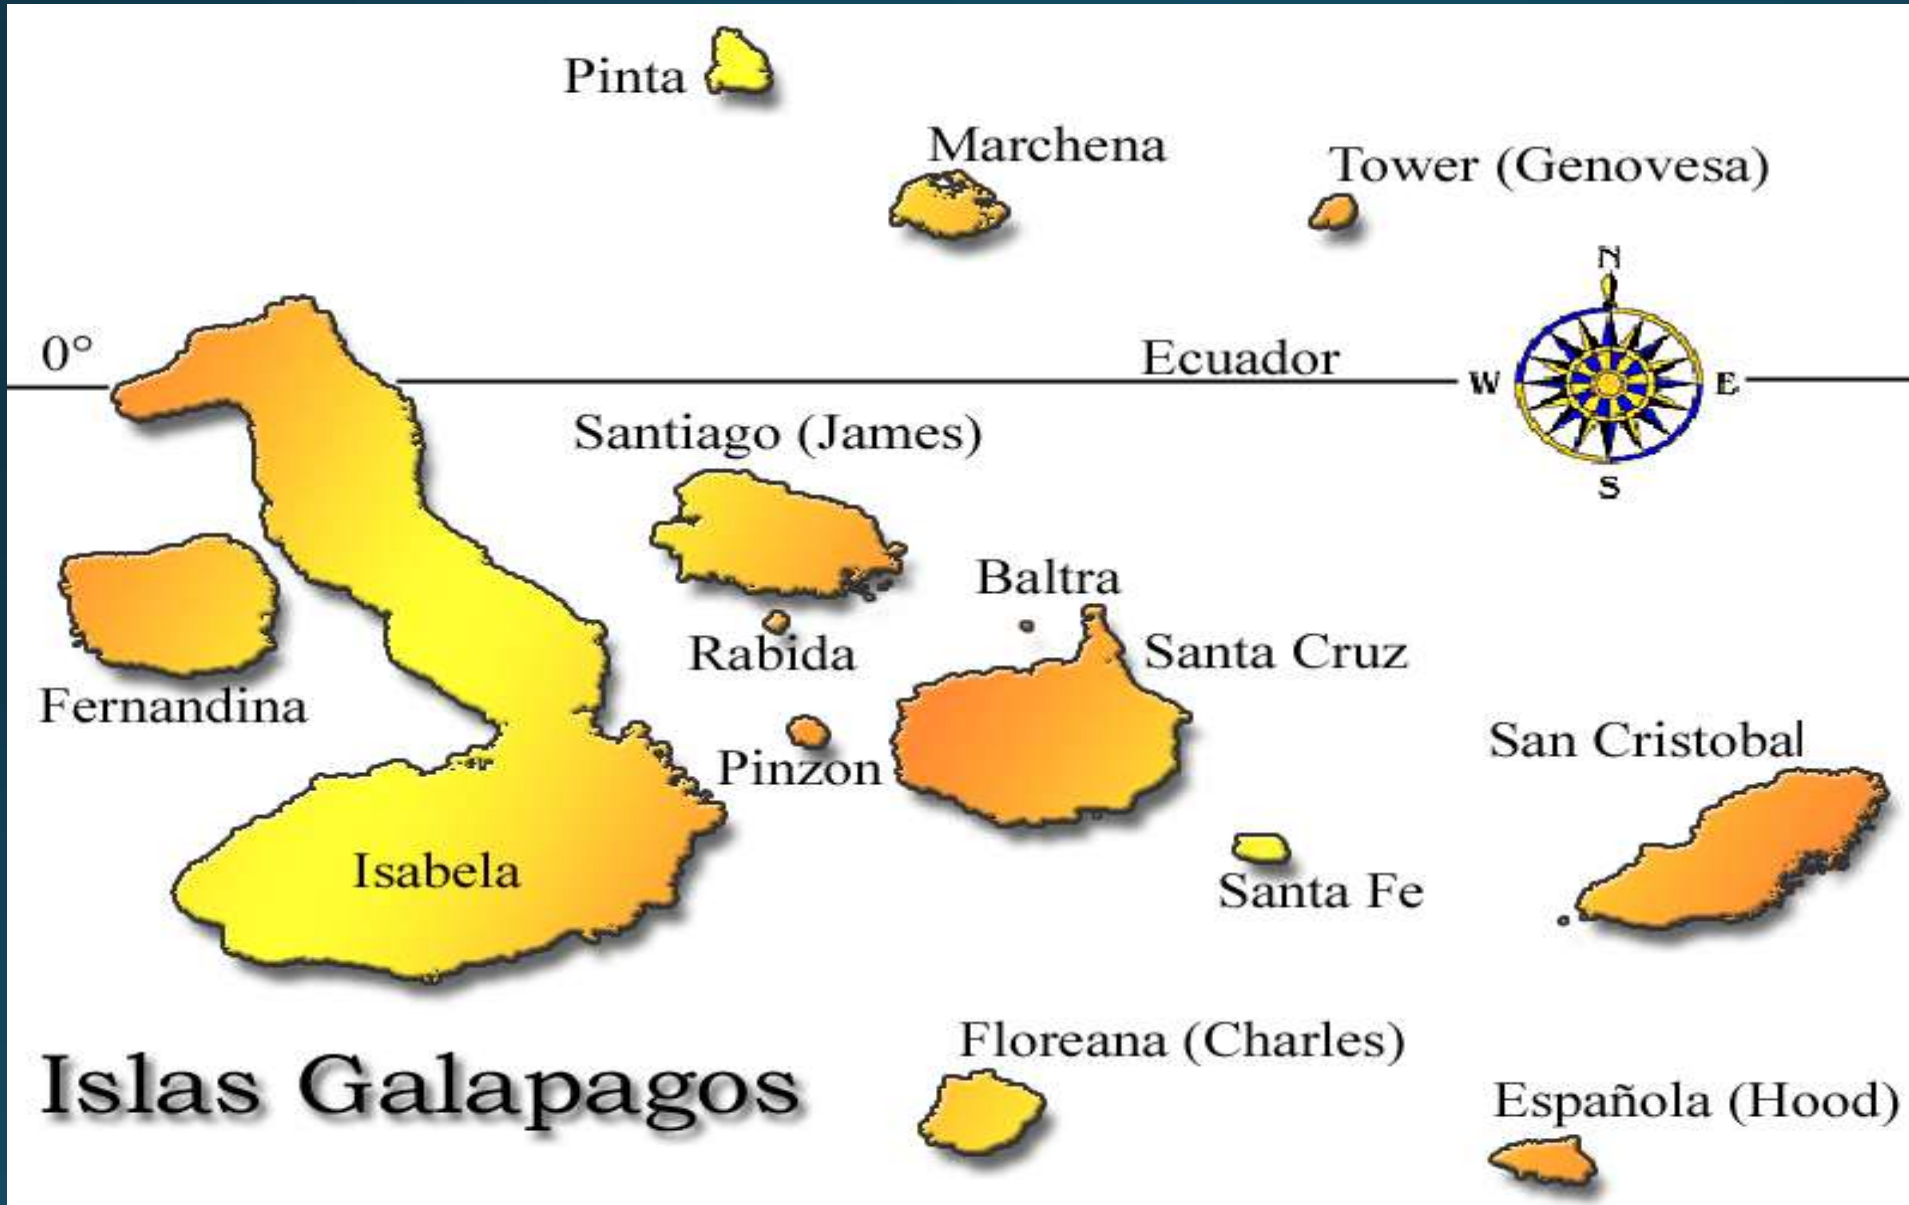 Pinta
Marchena
Tower (Genovesa)
N
0°
Ecuador
W
E
Santiago (James)
S
Baltra
Rabida
Santa Cruz
Fernandina
Pinzon
San Cristobal
Isabela
Santa Fe
Floreana (Charles)
Islas Galapagos
Española (Hood)